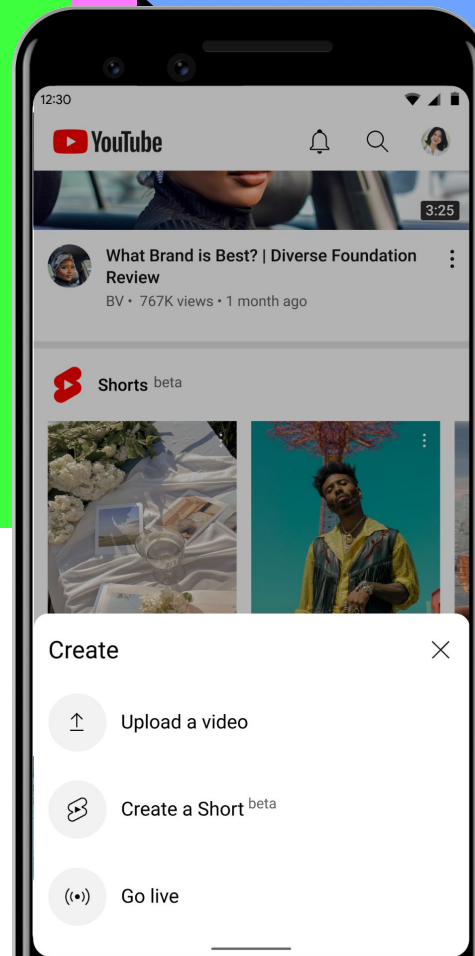 12:30
YouTube
3:25
What Brand is Best? | Diverse Foundation
Review
BV • 767K views • 1 month ago
Shorts beta
Create
Upload a video
Create a Short beta
Go live